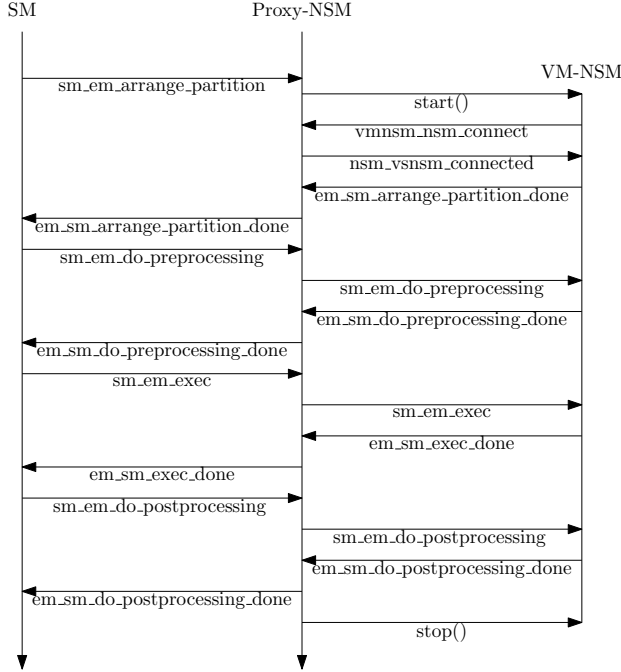 SM
Proxy-NSM
VM-NSM
sm_em_arrange_partition
start()
vmnsm_nsm_connect
nsm_vsnsm_connected
em_sm_arrange_partition_done
em_sm_arrange_partition_done
sm_em_do_preprocessing
sm_em_do_preprocessing
em_sm_do_preprocessing_done
em_sm_do_preprocessing_done
sm_em_exec
sm_em_exec
em_sm_exec_done
em_sm_exec_done
sm_em_do_postprocessing
sm_em_do_postprocessing
em_sm_do_postprocessing_done
em_sm_do_postprocessing_done
stop()